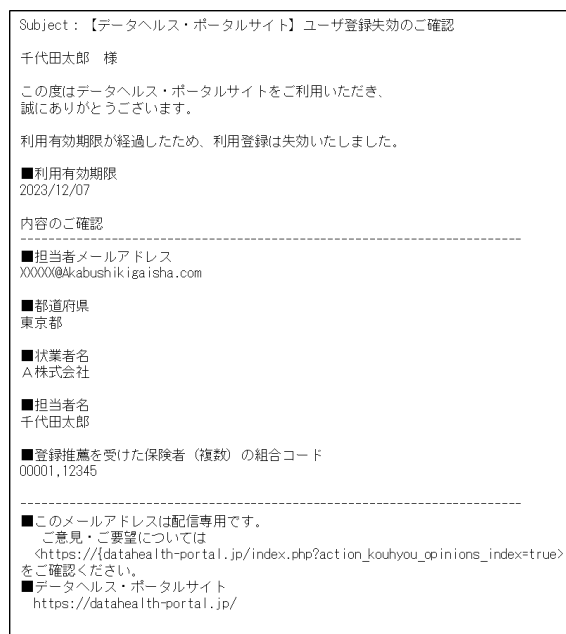 Subject：【データヘルス・ポータルサイト】ユーザ登録失効のご確認
千代田太郎　様
この度はデータヘルス・ポータルサイトをご利用いただき、
誠にありがとうございます。
利用有効期限が経過したため、利用登録は失効いたしました。
■利用有効期限
2023/12/07
内容のご確認
------------------------------------------------------------------------
■担当者メールアドレス
XXXXX@Akabushikigaisha.com
■都道府県
東京都
■状業者名
Ａ株式会社
■担当者名
千代田太郎
■登録推薦を受けた保険者（複数）の組合コード
00001,12345
------------------------------------------------------------------------
■このメールアドレスは配信専用です。
ご意見・ご要望については
<https://{datahealth-portal.jp/index.php?action_kouhyou_opinions_index=true>
をご確認ください。
■データヘルス・ポータルサイト
https://datahealth-portal.jp/